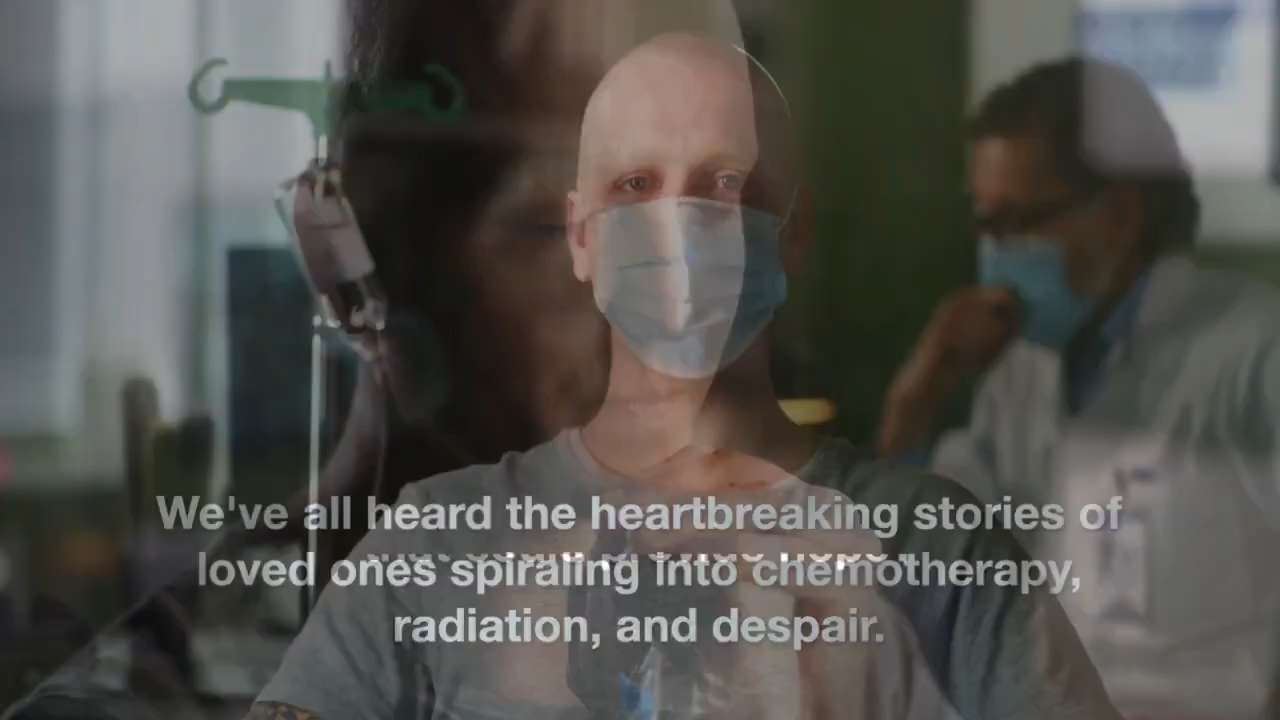 We've all heard the heartbreaking stories of
loved ones spiraling into chemotherapy,
radiation, and despair.